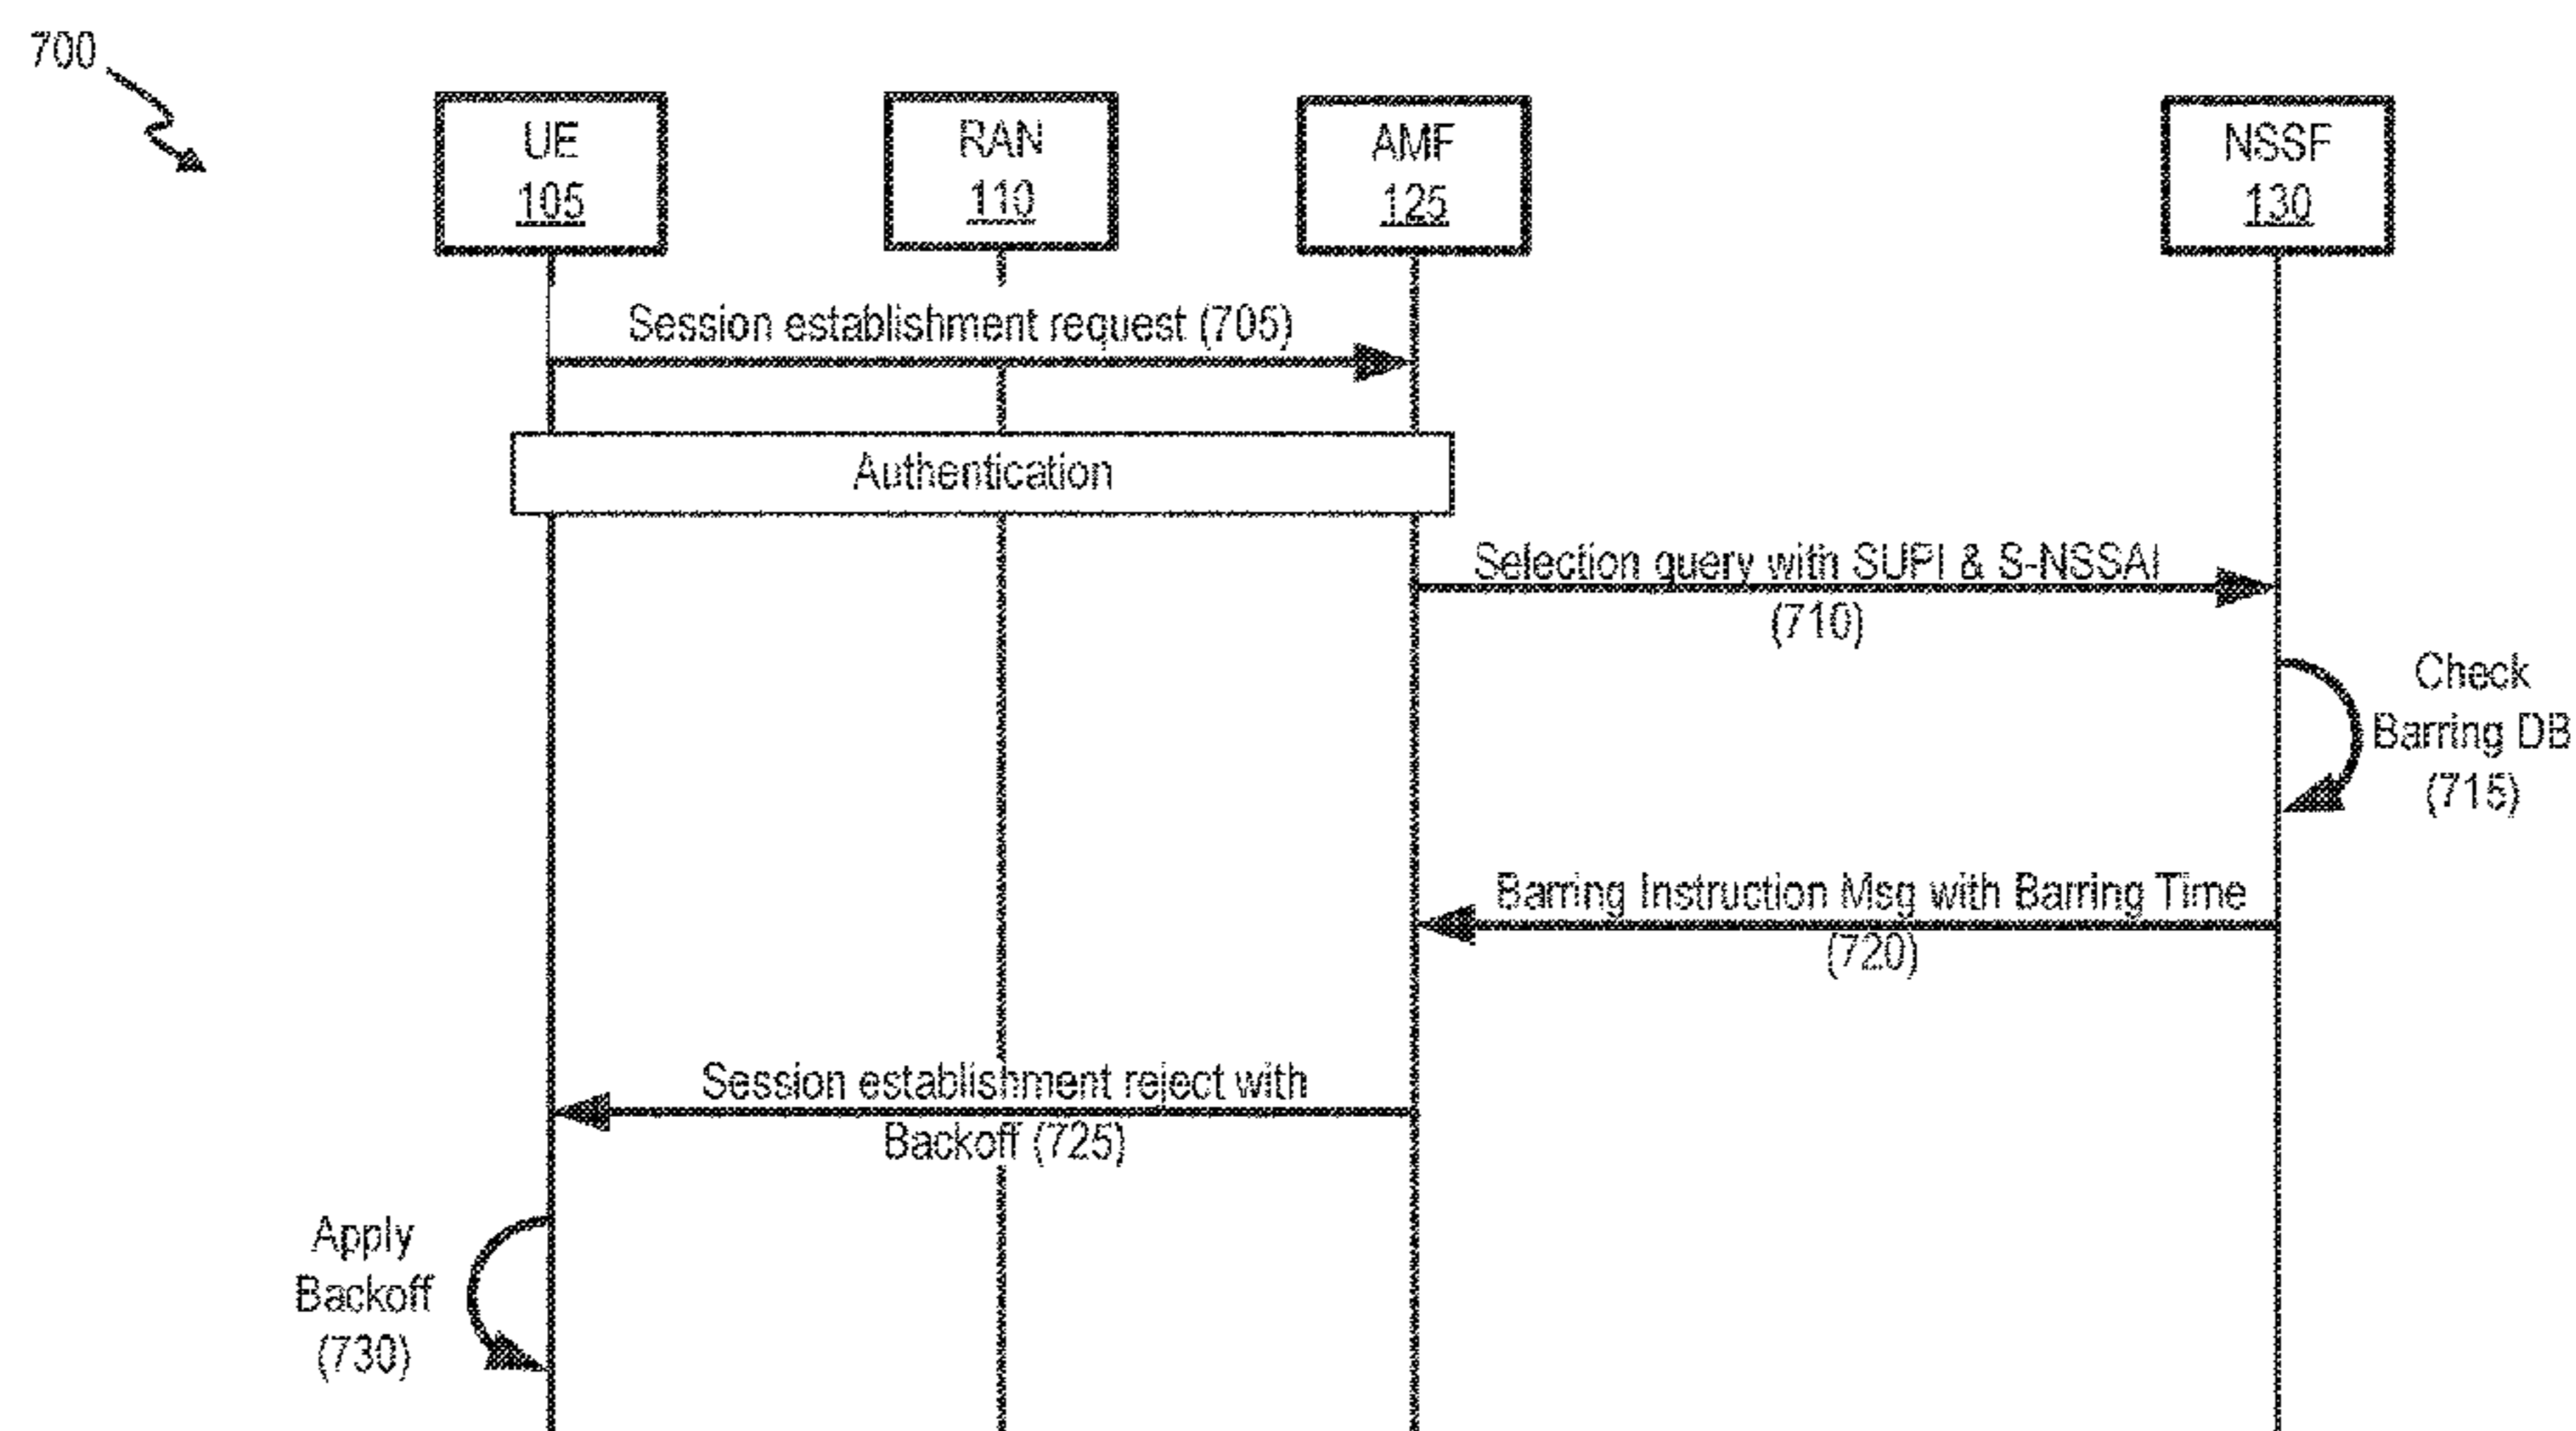 700
UE
105
RAN
110
AMF
125
NSSF
130
Session establishment request (705)
Authentication
Selection query with SUPI & S-NSSAI
(710)
Check
Barring DB
(715)
Barring Instruction Msg with Barring Time
(720)
Session establishment reject with
Backoff (725)
Apply
Backoff
(730)